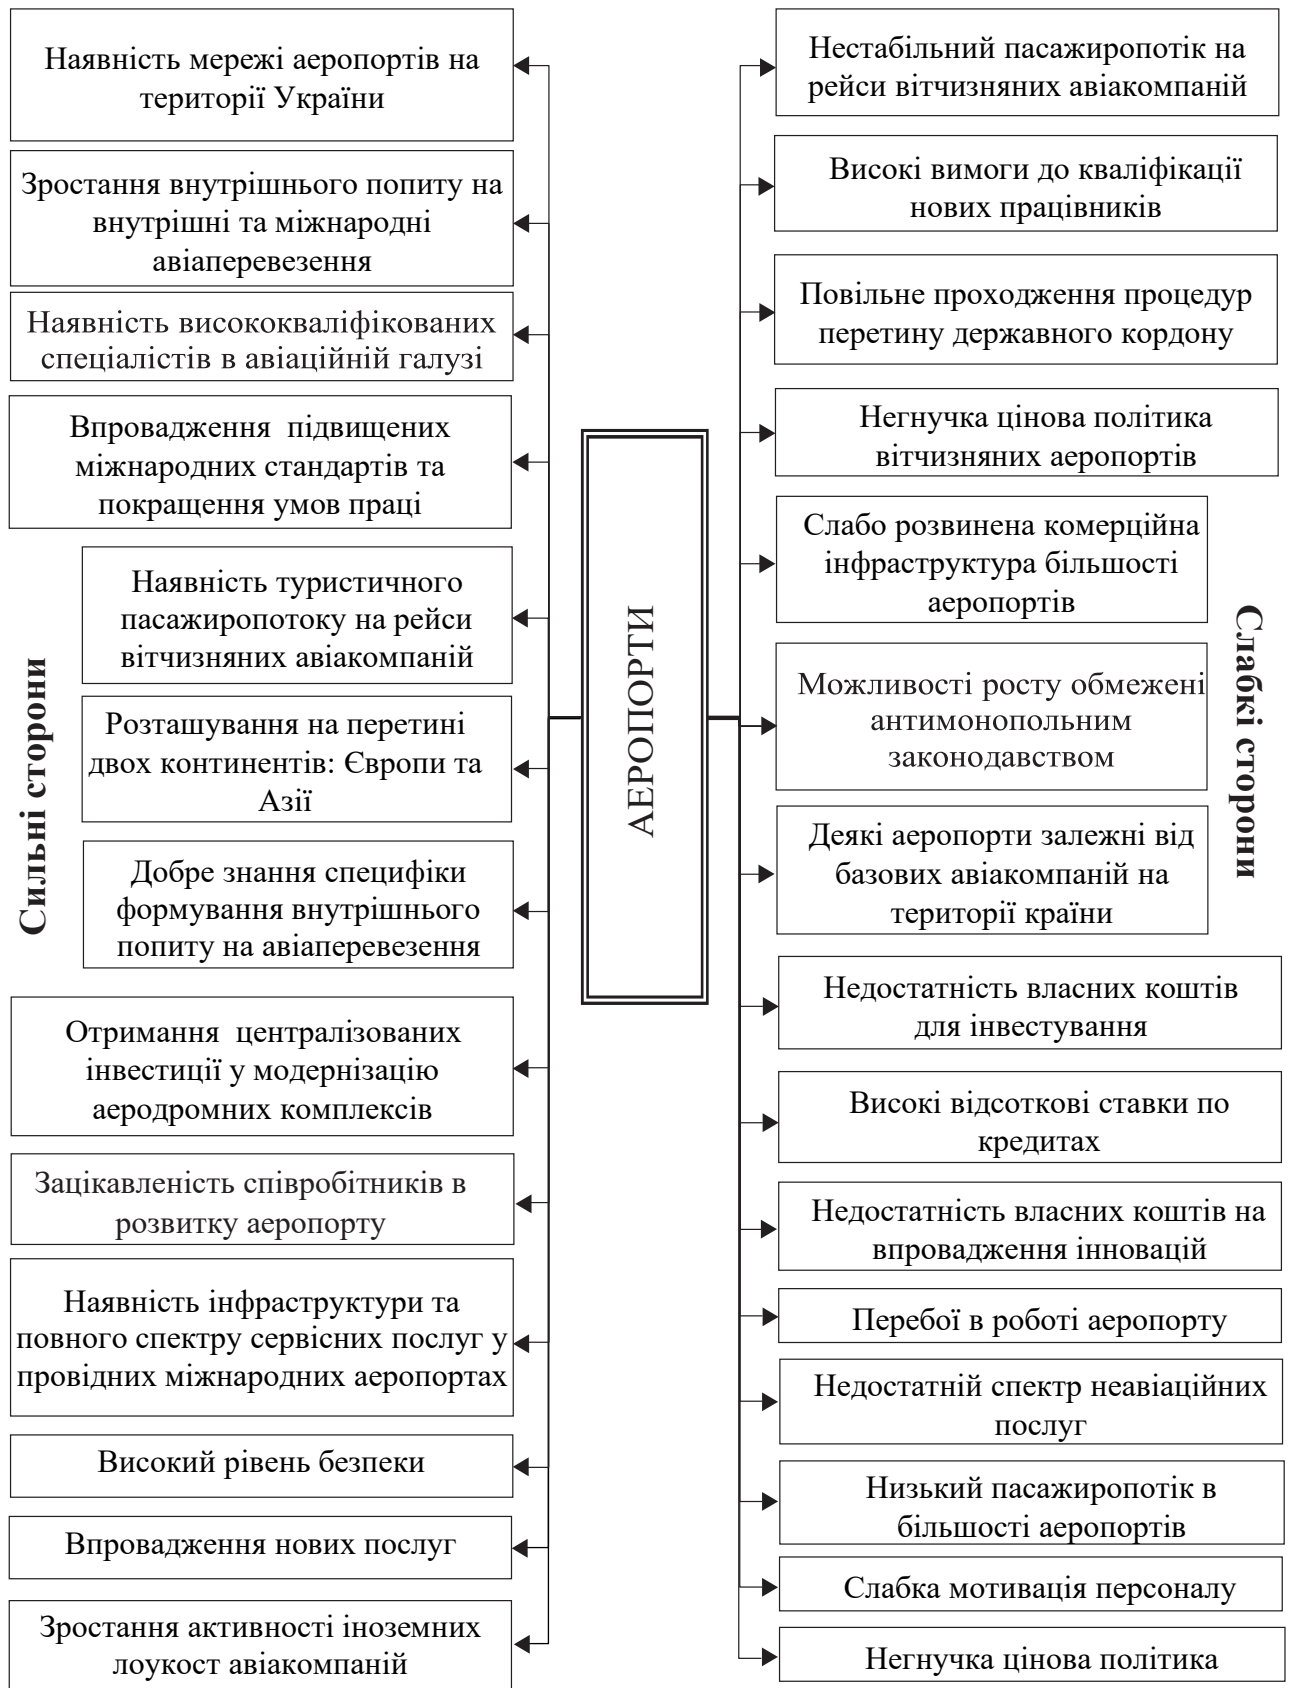 Наявність мережі аеропортів на
території України
Зростання внутрішнього попиту на
внутрішні та міжнародні
авіаперевезення
Наявність висококваліфікованих
спеціалістів в авіаційній галузі
Впровадження підвищених
міжнародних стандартів та
покращення умов праці
Наявність туристичного
пасажиропотоку на рейси
вітчизняних авіакомпаній
Розташування на перетині
двох континентів: Європи та
Азії
Добре знання специфіки
формування внутрішнього
попиту на авіаперевезення
Отримання централізованих
інвестиції у модернізацію
аеродромних комплексів
Зацікавленість співробітників в
розвитку аеропорту
Наявність інфраструктури та
повного спектру сервісних послуг у
провідних міжнародних аеропортах
Високий рівень безпеки
Впровадження нових послуг
Зростання активності іноземних
лоукост авіакомпаній
Сильні сторони
АЕРОПОРТИ
Нестабільний пасажиропотік на
рейси вітчизняних авіакомпаній
Високі вимоги до кваліфікації
нових працівників
Повільне проходження процедур
перетину державного кордону
Негнучка цінова політика
вітчизняних аеропортів
Слабо розвинена комерційна
інфраструктура більшості
аеропортів
Можливості росту обмежені
антимонопольним
законодавством
Деякі аеропорти залежні від
базових авіакомпаній на
території країни
Недостатність власних коштів
для інвестування
Високі відсоткові ставки по
кредитах
Недостатність власних коштів на
впровадження інновацій
Перебої в роботі аеропорту
Недостатній спектр неавіаційних
послуг
Низький пасажиропотік в
більшості аеропортів
Слабка мотивація персоналу
Негнучка цінова політика
Слабкі сторони